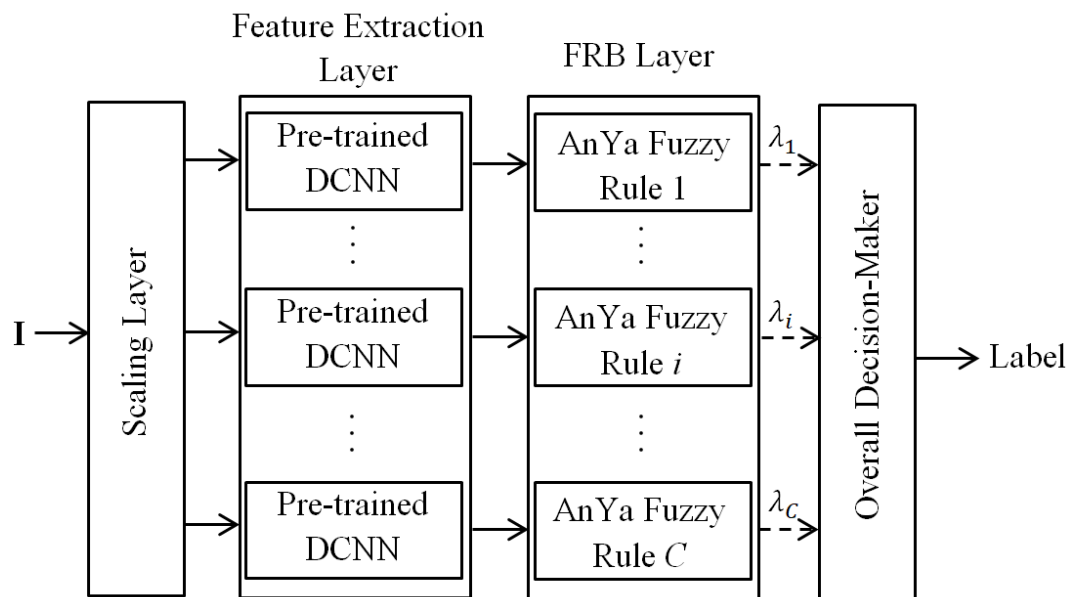 Feature Extraction
Layer
FRB Layer
I
Scaling Layer
Pre-trained
DCNN
⋮
Pre-trained
DCNN
⋮
Pre-trained
DCNN
AnYa Fuzzy
Rule 1
⋮
AnYa Fuzzy
Rule i
⋮
AnYa Fuzzy
Rule C
λ₁
λᵢ
λ_C
Overall Decision-Maker
Label